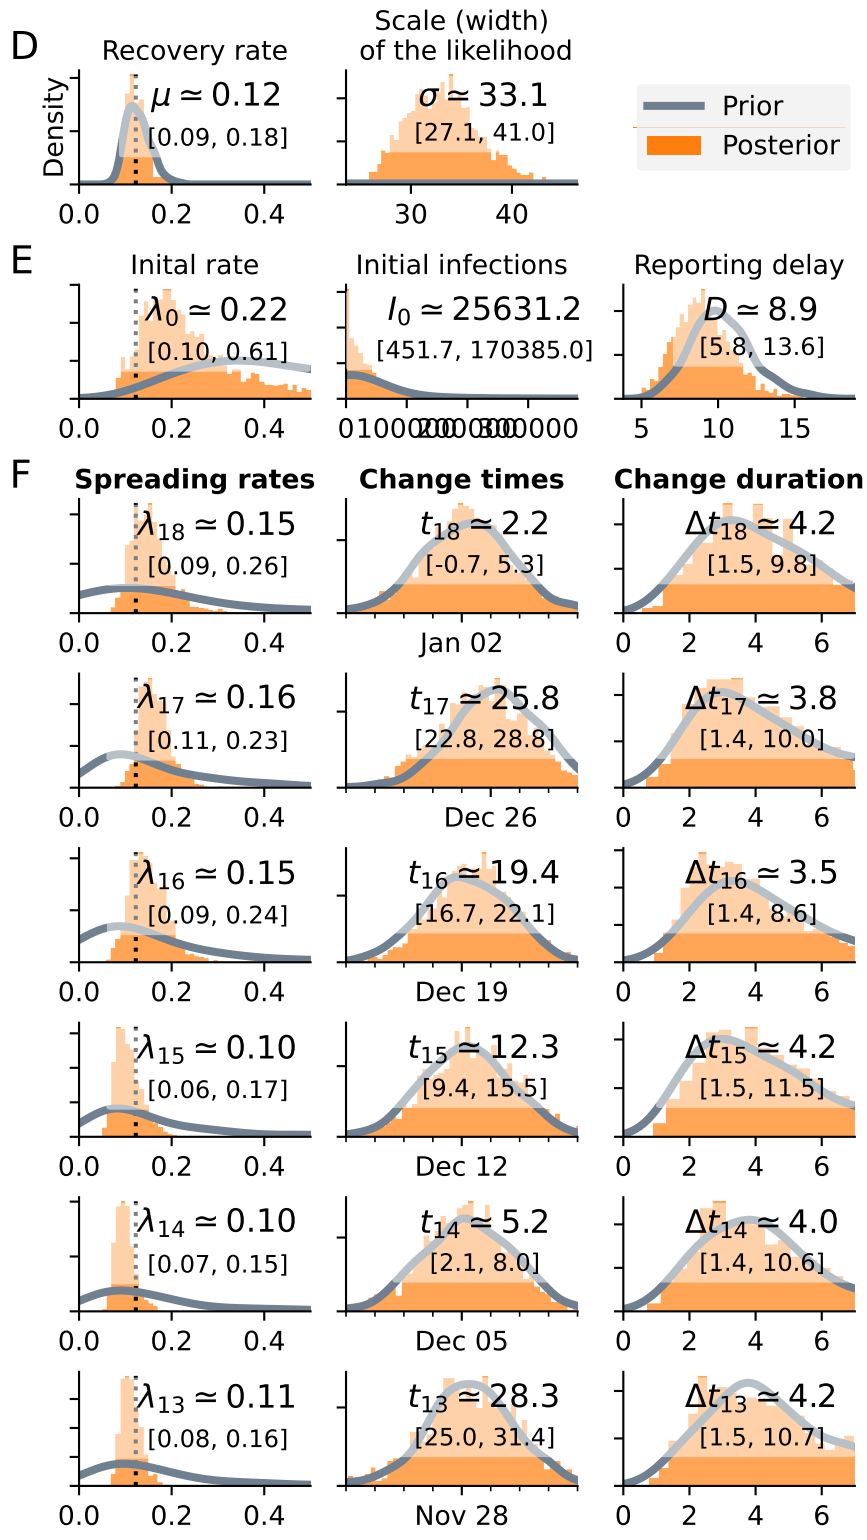 D
Recovery rate
Scale (width)
of the likelihood
Density
μ ≃ 0.12
[0.09, 0.18]
σ ≃ 33.1
[27.1, 41.0]
Prior
Posterior
0.0 0.2 0.4
30 40
E
Inital rate
Initial infections
Reporting delay
λ0 ≃ 0.22
[0.10, 0.61]
I0 ≃ 25631.2
[451.7, 170385.0]
D ≃ 8.9
[5.8, 13.6]
0.0 0.2 0.4
0 100000 200000 300000
5 10 15
F
Spreading rates Change times Change duration
λ18 ≃ 0.15
[0.09, 0.26]
t18 ≃ 2.2
[-0.7, 5.3]
Δt18 ≃ 4.2
[1.5, 9.8]
0.0 0.2 0.4
Jan 02
0 2 4 6
λ17 ≃ 0.16
[0.11, 0.23]
t17 ≃ 25.8
[22.8, 28.8]
Δt17 ≃ 3.8
[1.4, 10.0]
0.0 0.2 0.4
Dec 26
0 2 4 6
λ16 ≃ 0.15
[0.09, 0.24]
t16 ≃ 19.4
[16.7, 22.1]
Δt16 ≃ 3.5
[1.4, 8.6]
0.0 0.2 0.4
Dec 19
0 2 4 6
λ15 ≃ 0.10
[0.06, 0.17]
t15 ≃ 12.3
[9.4, 15.5]
Δt15 ≃ 4.2
[1.5, 11.5]
0.0 0.2 0.4
Dec 12
0 2 4 6
λ14 ≃ 0.10
[0.07, 0.15]
t14 ≃ 5.2
[2.1, 8.0]
Δt14 ≃ 4.0
[1.4, 10.6]
0.0 0.2 0.4
Dec 05
0 2 4 6
λ13 ≃ 0.11
[0.08, 0.16]
t13 ≃ 28.3
[25.0, 31.4]
Δt13 ≃ 4.2
[1.5, 10.7]
0.0 0.2 0.4
Nov 28
0 2 4 6